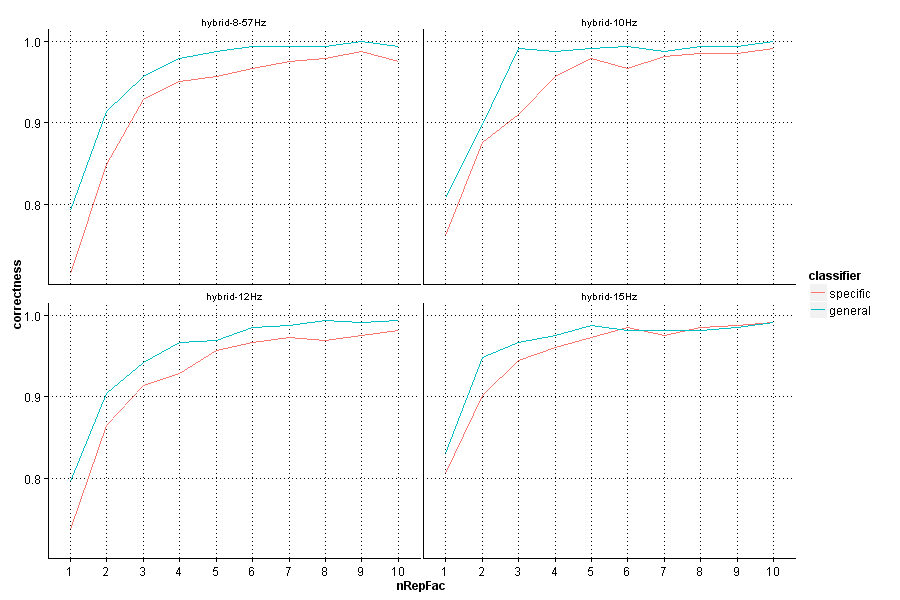 hybrid-8-57Hz
hybrid-10Hz
1.0
0.9
0.8
hybrid-12Hz
hybrid-15Hz
1.0
0.9
0.8
correctness
1 2 3 4 5 6 7 8 9 10
1 2 3 4 5 6 7 8 9 10
nRepFac
classifier
specific
general